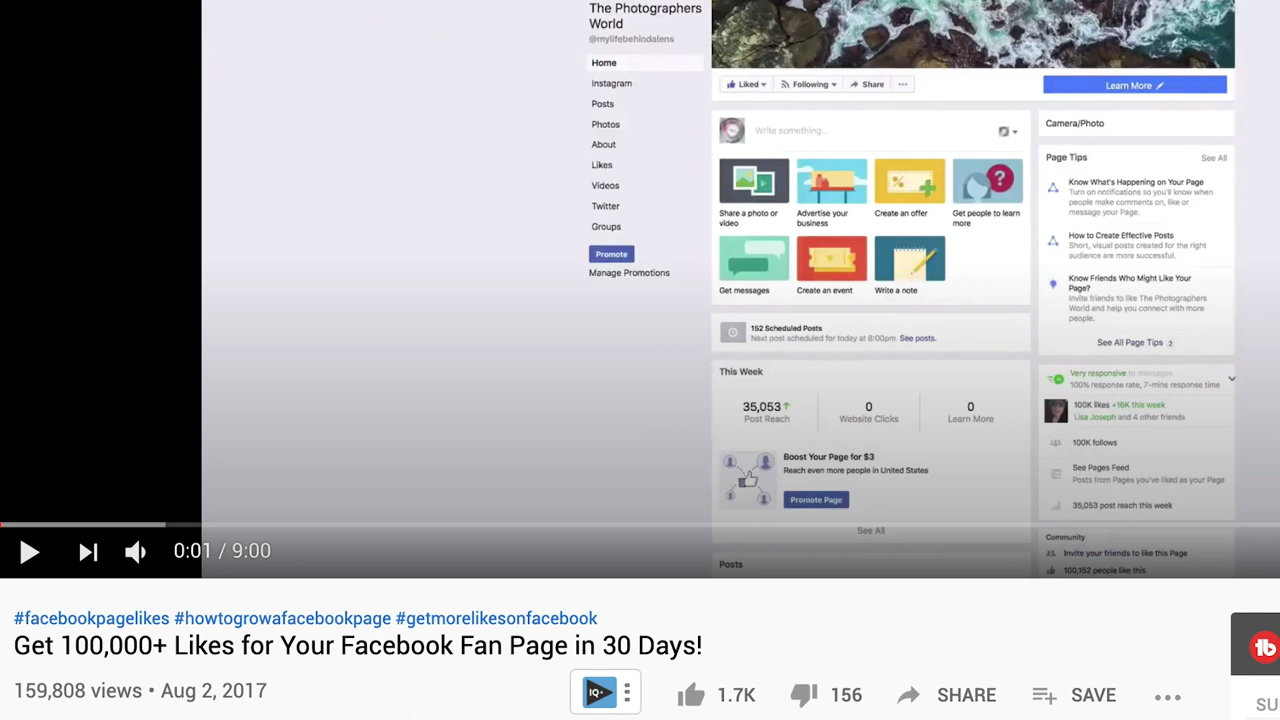 The Photographers
World
@mylifebehindalens
Home
Instagram
Posts
Photos
About
Likes
Videos
Twitter
Groups
Promote
Manage Promotions
Liked
Following
Share
Learn More
Write something...
Share a photo or
video
Advertise your
business
Create an offer
Get people to learn
more
Get messages
Create an event
Write a note
152 Scheduled Posts
Next post scheduled for today at 8:00pm. See posts.
This Week
35,053
Post Reach
0
Website Clicks
0
Learn More
Boost Your Page for $3
Reach even more people in United States
Promote Page
See All
Posts
Camera/Photo
Page Tips
See All
Know What's Happening on Your Page
Turn on notifications so you'll know when
people make comments on, like or
message your Page.
How to Create Effective Posts
Short, visual posts created for the right
audience are more successful.
Know Friends Who Might Like Your
Page?
Invite friends to like The Photographers
World and help you connect with more
people.
See All Page Tips 2
Very responsive to messages
100% response rate, 7-mins response time
100K likes +16K this week
Lisa Joseph and 4 other friends
100K follows
See Pages Feed
Posts from Pages you've liked as your Page
35,053 post reach this week
Community
Invite your friends to like this Page
100,152 people like this
0:01 / 9:00
#facebookpagelikes #howtogrowafacebookpage #getmorelikesonfacebook
Get 100,000+ Likes for Your Facebook Fan Page in 30 Days!
159,808 views • Aug 2, 2017
IQ
1.7K
156
SHARE
SAVE
tb
SU